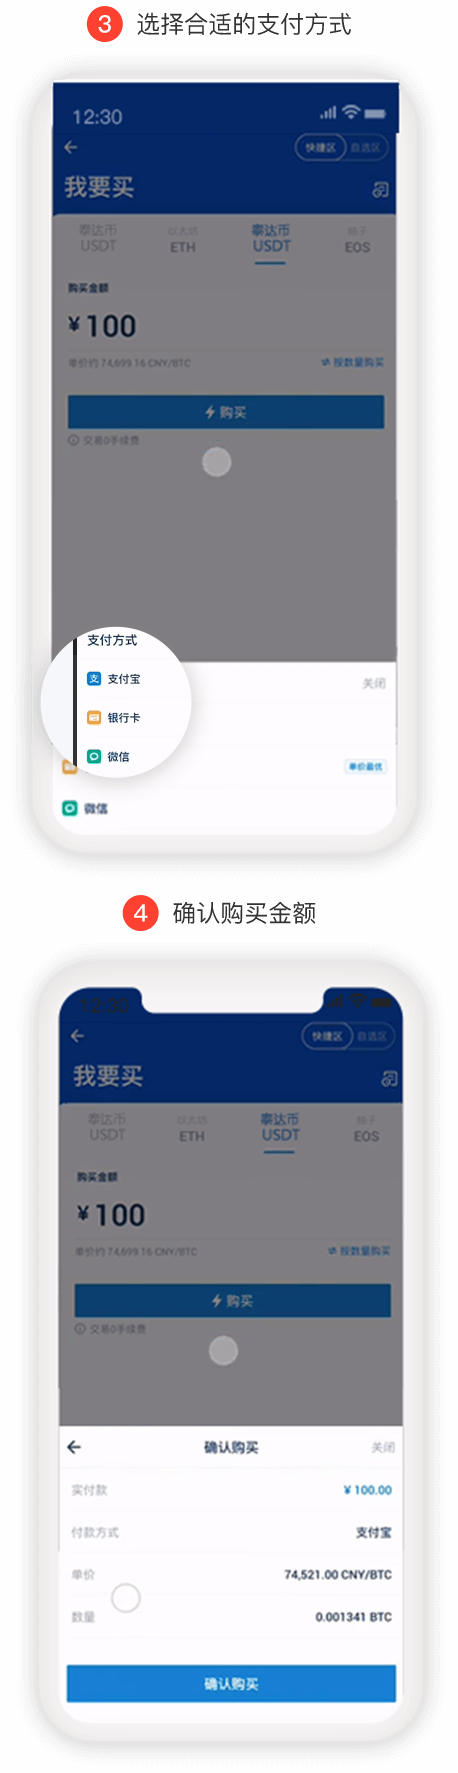 3 选择合适的支付方式
12:30
快捷区 自选区
我要买
泰达币 以太坊 泰达币 柚子
USDT ETH USDT EOS
购买金额
¥ 100
单价约 74,699.16 CNY/BTC 按数量购买
购买
交易0手续费
支付方式
关闭
支付宝
银行卡
微信
单价最优
微信
4 确认购买金额
12:30
快捷区 自选区
我要买
泰达币 以太坊 泰达币 柚子
USDT ETH USDT EOS
购买金额
¥ 100
单价约 74,699.16 CNY/BTC 按数量购买
购买
交易0手续费
确认购买 关闭
实付款 ¥ 100.00
付款方式 支付宝
单价 74,521.00 CNY/BTC
数量 0.001341 BTC
确认购买